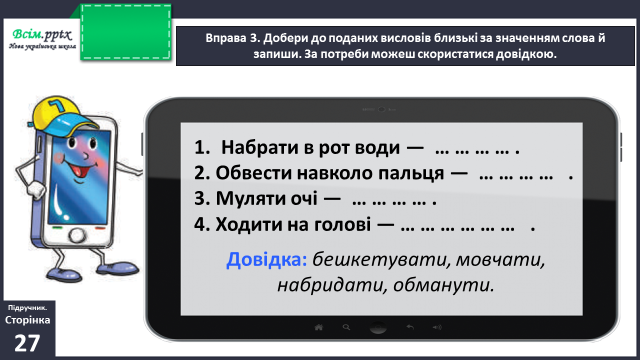 Всім.pptx
Нова українська школа
Вправа 3. Добери до поданих висловів близькі за значенням слова й
запиши. За потреби можеш скористатися довідкою.
1. Набрати в рот води — … … … … .
2. Обвести навколо пальця — … … … … .
3. Муляти очі — … … … … .
4. Ходити на голові — … … … … … … .
Довідка: бешкетувати, мовчати,
набридати, обманути.
Підручник.
Сторінка
27